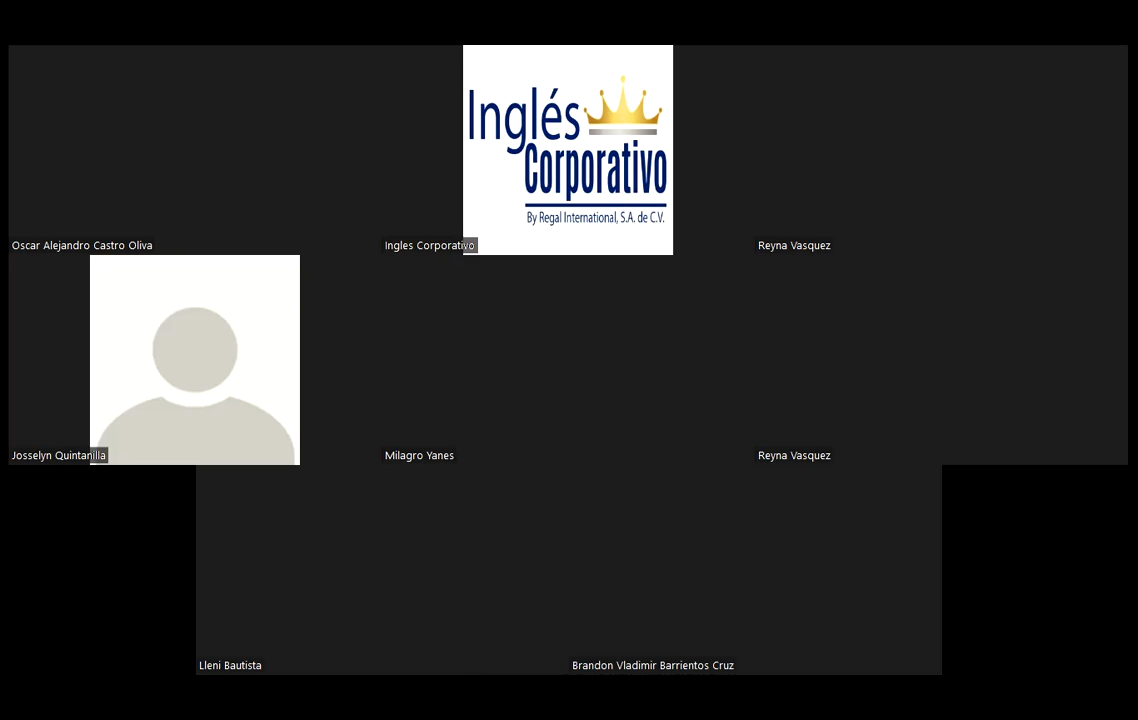 Inglés
Corporativo
By Regal International, S.A. de C.V.
Oscar Alejandro Castro Oliva
Ingles Corporativo
Reyna Vasquez
Josselyn Quintanilla
Milagro Yanes
Reyna Vasquez
Lleni Bautista
Brandon Vladimir Barrientos Cruz